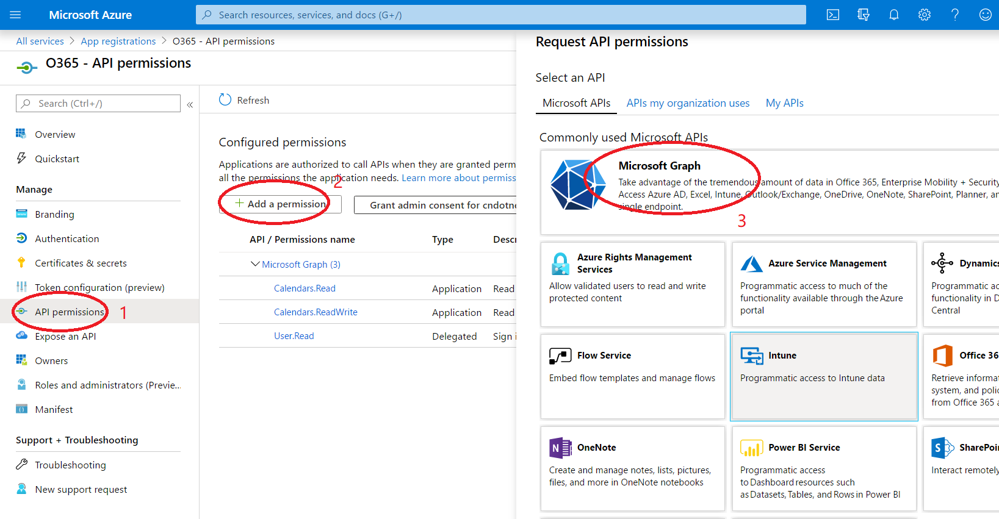 Microsoft Azure
Search resources, services, and docs (G+/)
All services > App registrations > O365 - API permissions
O365 - API permissions
Search (Ctrl+/)
«
Overview
Quickstart
Manage
Branding
Authentication
Certificates & secrets
Token configuration (preview)
API permissions
1
Expose an API
Owners
Roles and administrators (Previe...
Manifest
Support + Troubleshooting
Troubleshooting
New support request
Refresh
Configured permissions
Applications are authorized to call APIs when they are granted perm
all the permissions the application needs. Learn more about permiss
2
+ Add a permission
Grant admin consent for cndotne
API / Permissions name Type Descr
Microsoft Graph (3)
Calendars.Read Application Read
Calendars.ReadWrite Application Read
User.Read Delegated Sign i
Request API permissions
Select an API
Microsoft APIs APIs my organization uses My APIs
Commonly used Microsoft APIs
Microsoft Graph
Take advantage of the tremendous amount of data in Office 365, Enterprise Mobility + Security
Access Azure AD, Excel, Intune, Outlook/Exchange, OneDrive, OneNote, SharePoint, Planner, an
single endpoint.
3
Azure Rights Management
Services
Allow validated users to read and write
protected content
Azure Service Management
Programmatic access to much of the
functionality available through the Azure
portal
Dynamics
Programmatic ac
functionality in D
Central
Flow Service
Embed flow templates and manage flows
Intune
Programmatic access to Intune data
Office 36
Retrieve informat
system, and polic
from Office 365 a
OneNote
Create and manage notes, lists, pictures,
files, and more in OneNote notebooks
Power BI Service
Programmatic access
to Dashboard resources such
as Datasets, Tables, and Rows in Power BI
SharePoin
Interact remotely